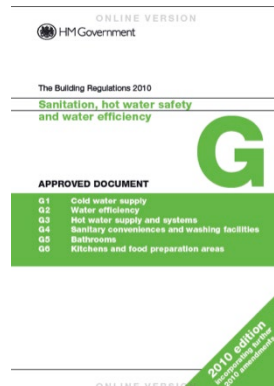 ONLINE VERSION
HM Government
The Building Regulations 2010
Sanitation, hot water safety
and water efficiency
G
APPROVED DOCUMENT
G1 Cold water supply
G2 Water efficiency
G3 Hot water supply and systems
G4 Sanitary conveniences and washing facilities
G5 Bathrooms
G6 Kitchens and food preparation areas
2010 edition
incorporating further
2010 amendments
ONLINE VERSION